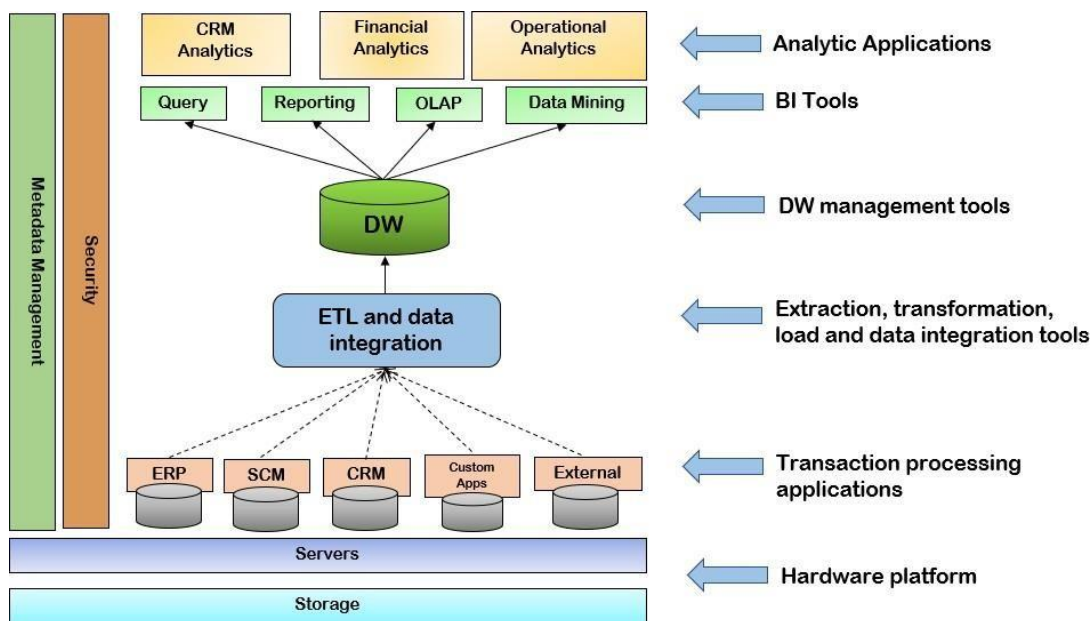 CRM
Analytics
Financial
Analytics
Operational
Analytics
Analytic Applications
Query
Reporting
OLAP
Data Mining
BI Tools
Metadata Management
Security
DW
DW management tools
ETL and data
integration
Extraction, transformation,
load and data integration tools
ERP
SCM
CRM
Custom
Apps
External
Transaction processing
applications
Servers
Hardware platform
Storage